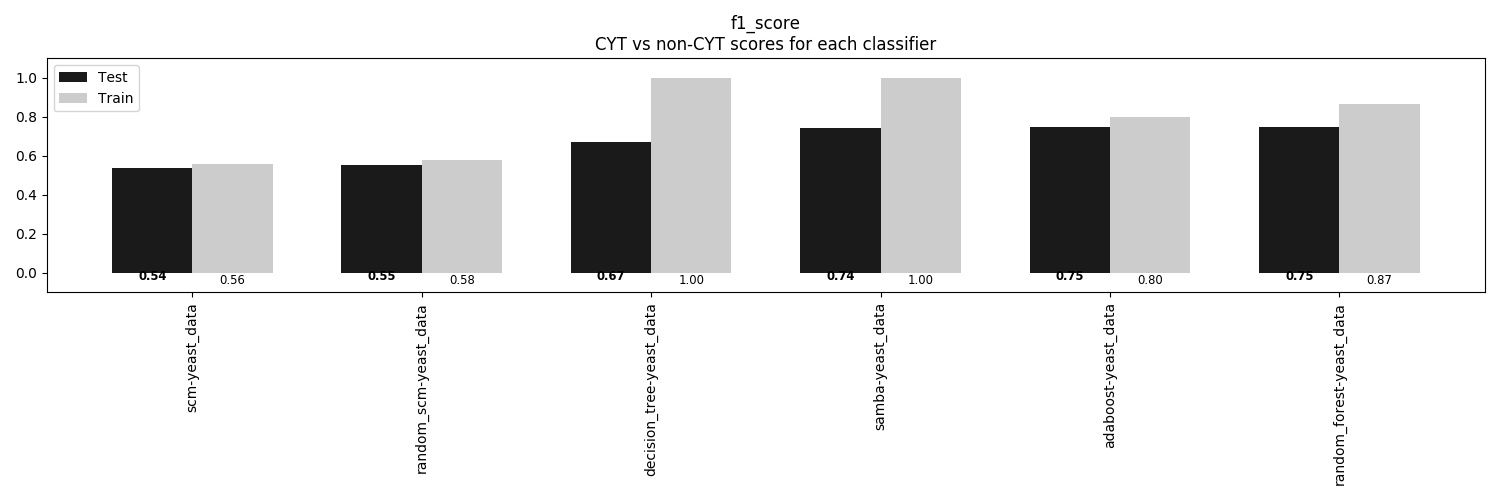 f1_score
CYT vs non-CYT scores for each classifier
Test
Train
1.0
0.8
0.6
0.4
0.2
0.0
0.54
0.56
0.55
0.58
0.67
1.00
0.74
1.00
0.75
0.80
0.75
0.87
scm-yeast_data
random_scm-yeast_data
decision_tree-yeast_data
samba-yeast_data
adaboost-yeast_data
random_forest-yeast_data